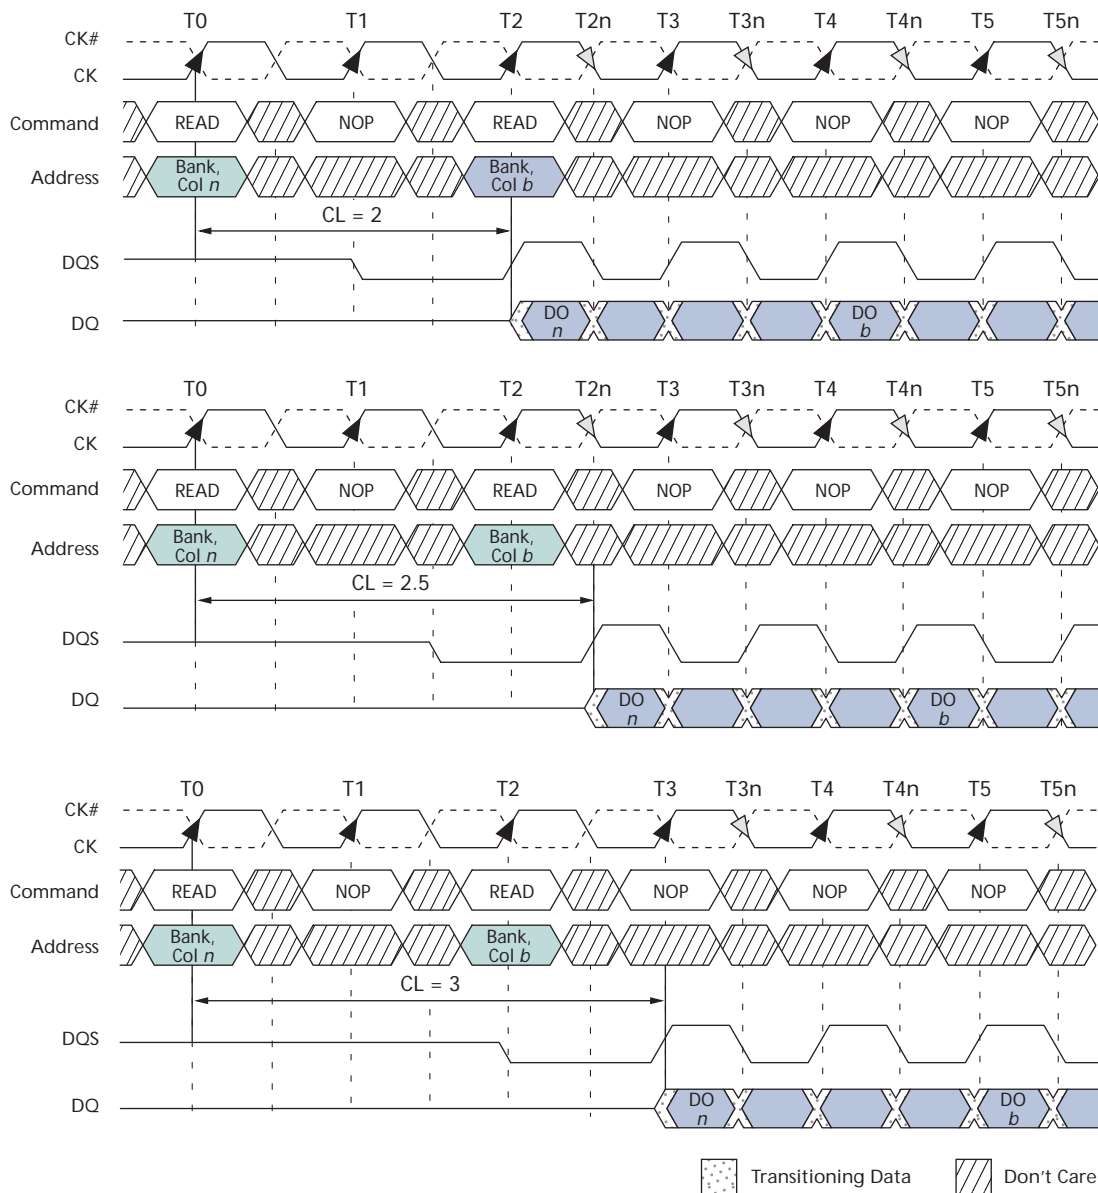 T0 T1 T2 T2n T3 T3n T4 T4n T5 T5n
CK#
CK
Command READ NOP READ NOP NOP NOP
Address Bank, Col n Bank, Col b
CL = 2
DQS
DQ DO n DO b
T0 T1 T2 T2n T3 T3n T4 T4n T5 T5n
CK#
CK
Command READ NOP READ NOP NOP NOP
Address Bank, Col n Bank, Col b
CL = 2.5
DQS
DQ DO n DO b
T0 T1 T2 T3 T3n T4 T4n T5 T5n
CK#
CK
Command READ NOP READ NOP NOP NOP
Address Bank, Col n Bank, Col b
CL = 3
DQS
DQ DO n DO b
Transitioning Data Don't Care